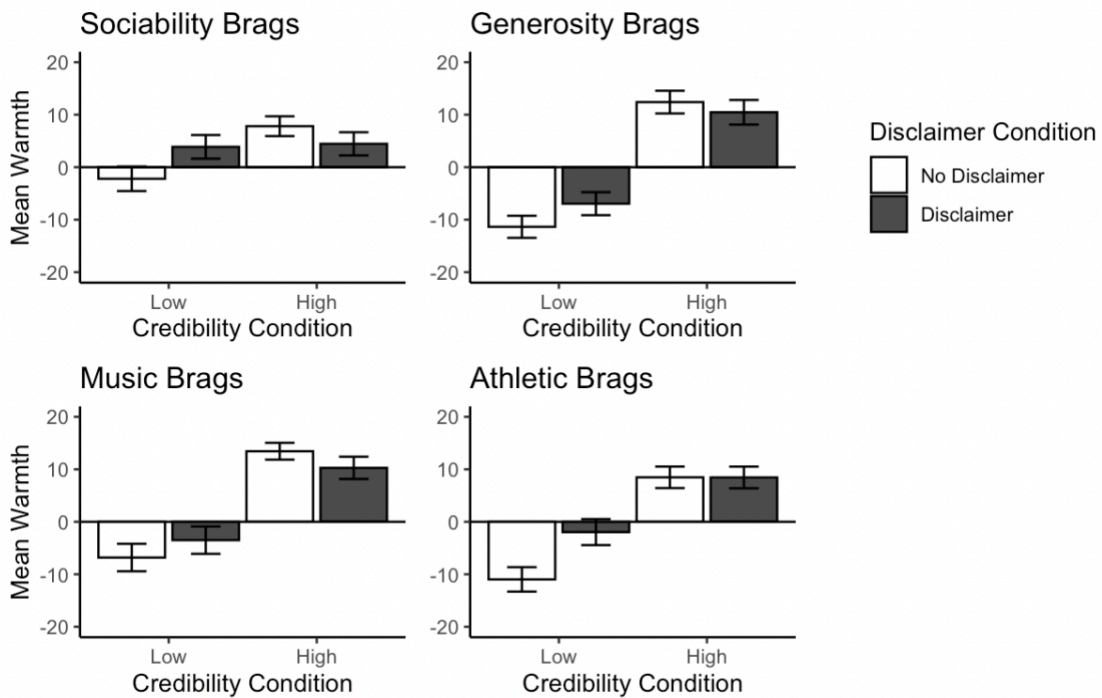 Sociability Brags
Generosity Brags
20
10
0
-10
-20
Mean Warmth
Low
High
Credibility Condition
20
10
0
-10
-20
Low
High
Credibility Condition
Disclaimer Condition
No Disclaimer
Disclaimer
Music Brags
Athletic Brags
20
10
0
-10
-20
Mean Warmth
Low
High
Credibility Condition
20
10
0
-10
-20
Low
High
Credibility Condition